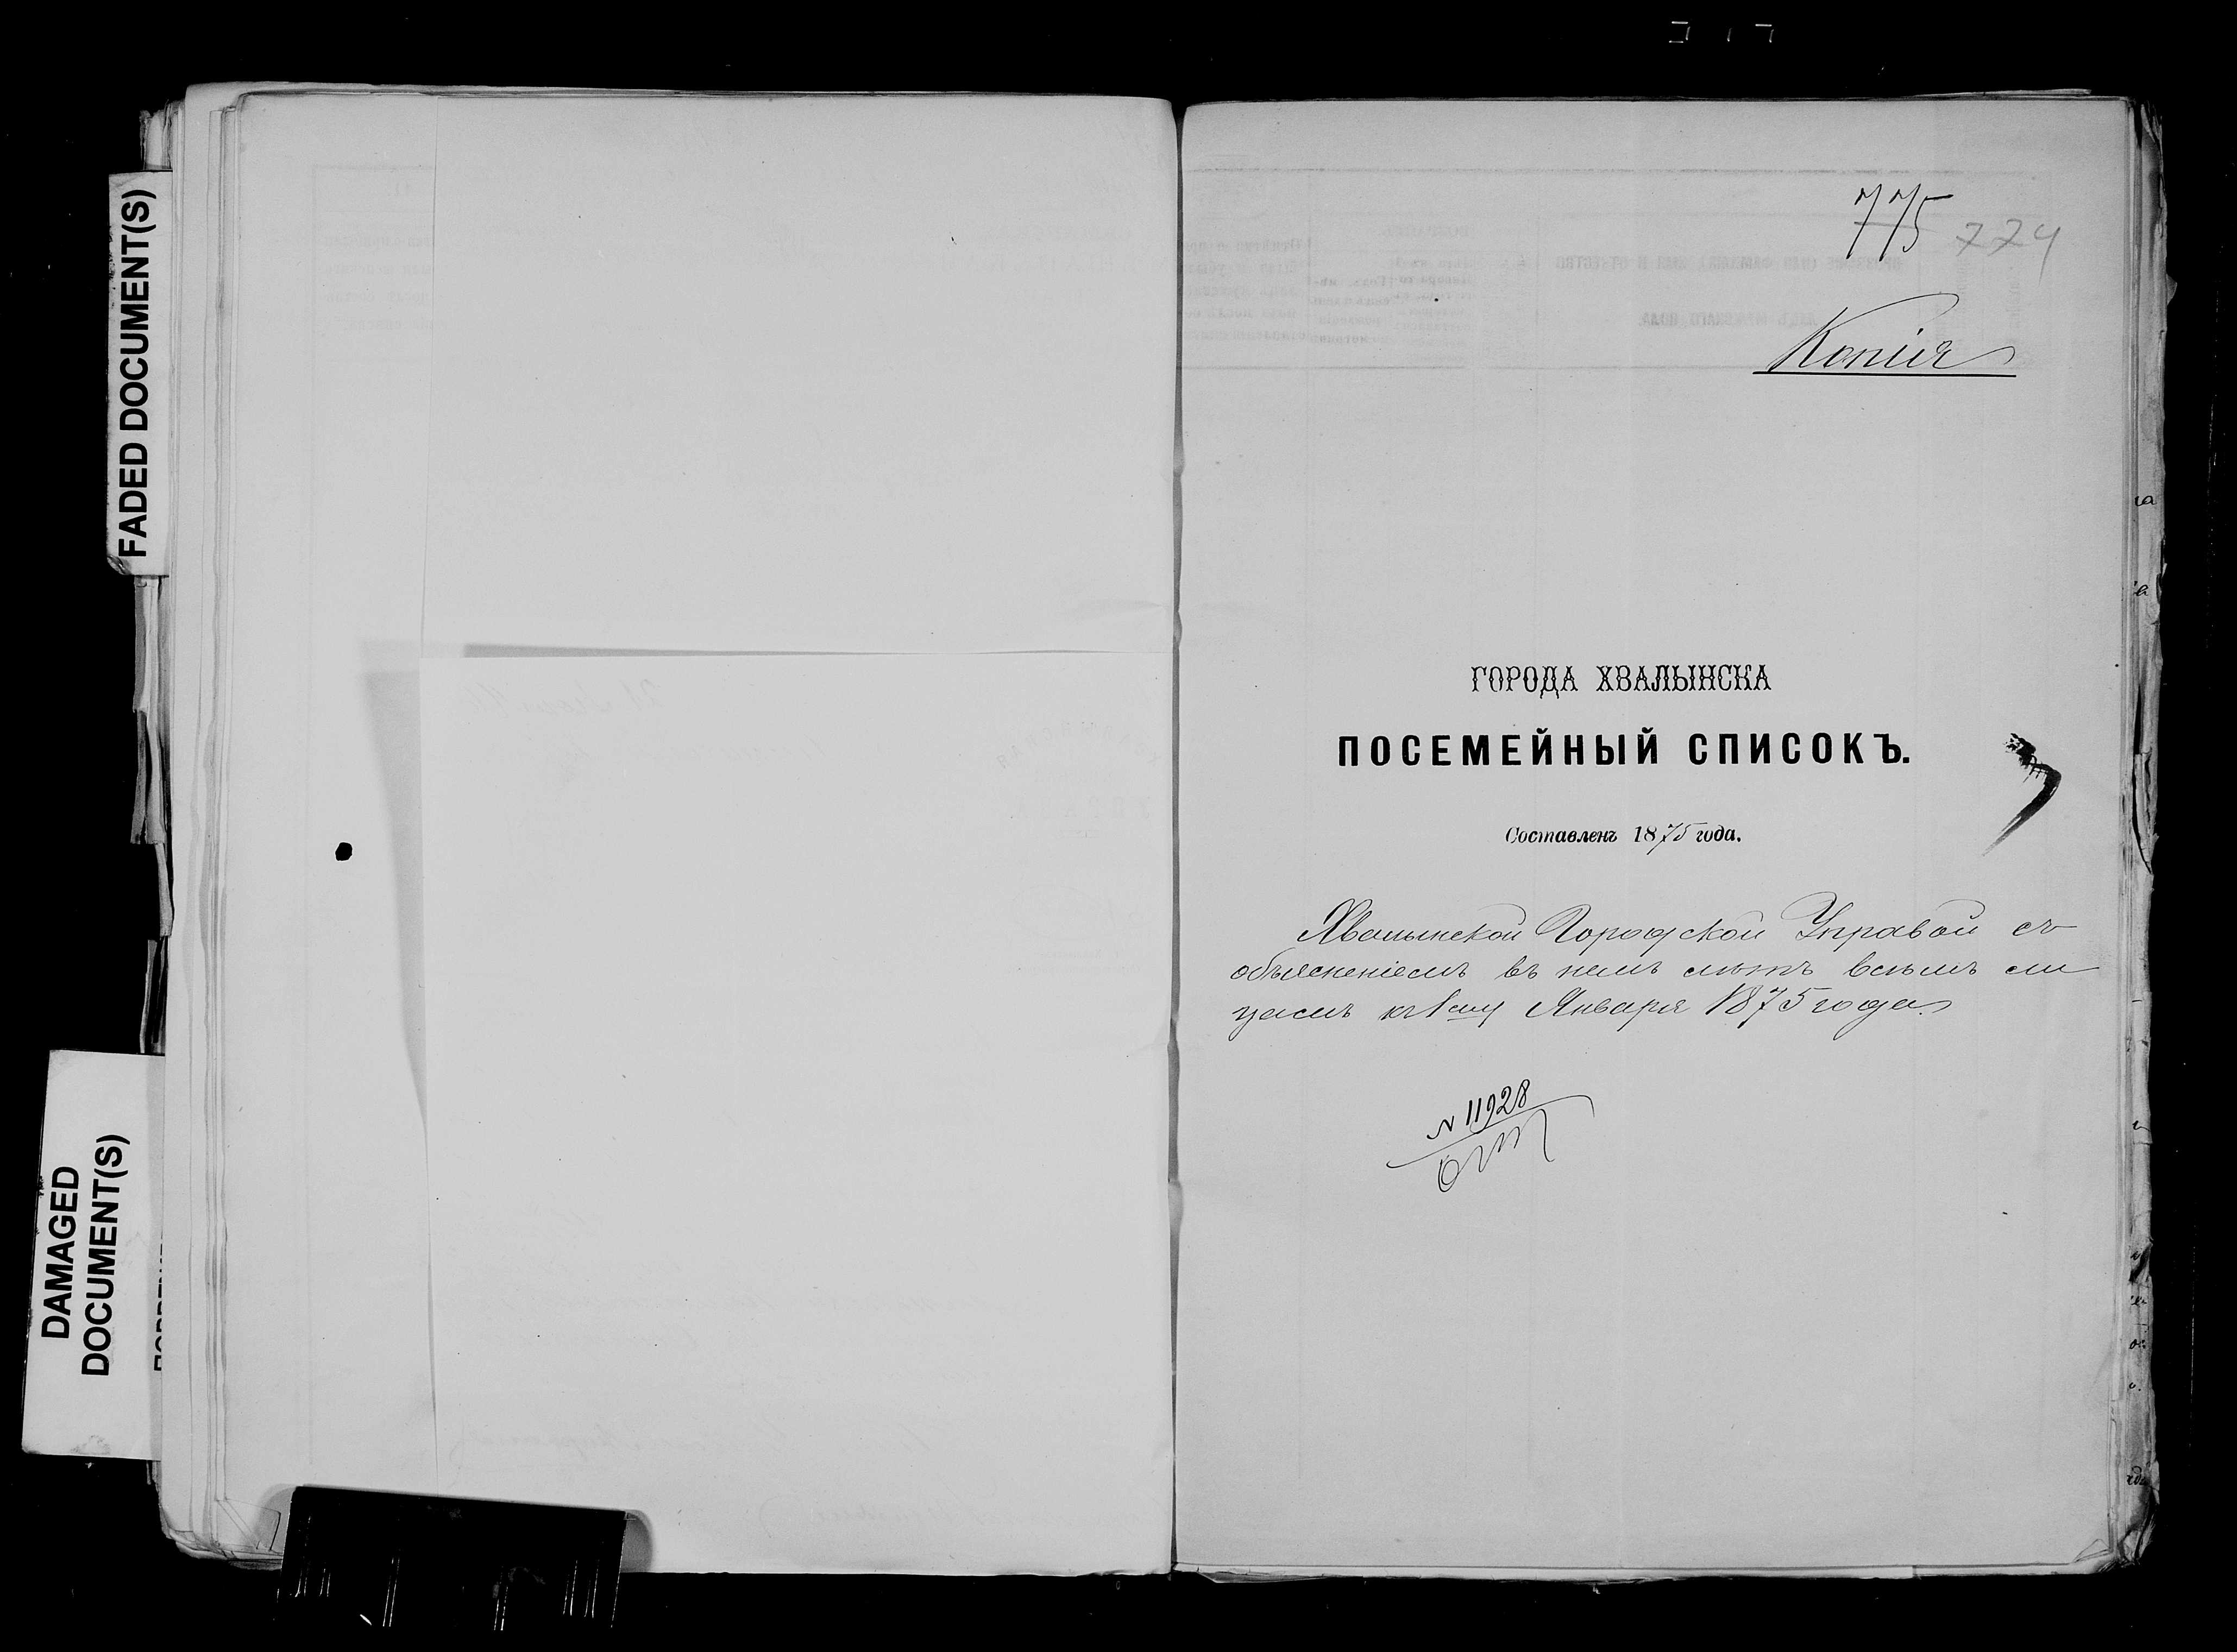 FADED DOCUMENT(S)
DAMAGED
DOCUMENT(S)
775 774
Копія
ГОРОДА ХВАЛЫНСКА
ПОСЕМЕЙНЫЙ СПИСОКЪ.
Составленъ 1875 года.
Хвалынской Городской Управой съ
объясненіемъ въ немъ лѣтъ всѣмъ ли
цамъ къ 1му Января 1875 года.
N 11928